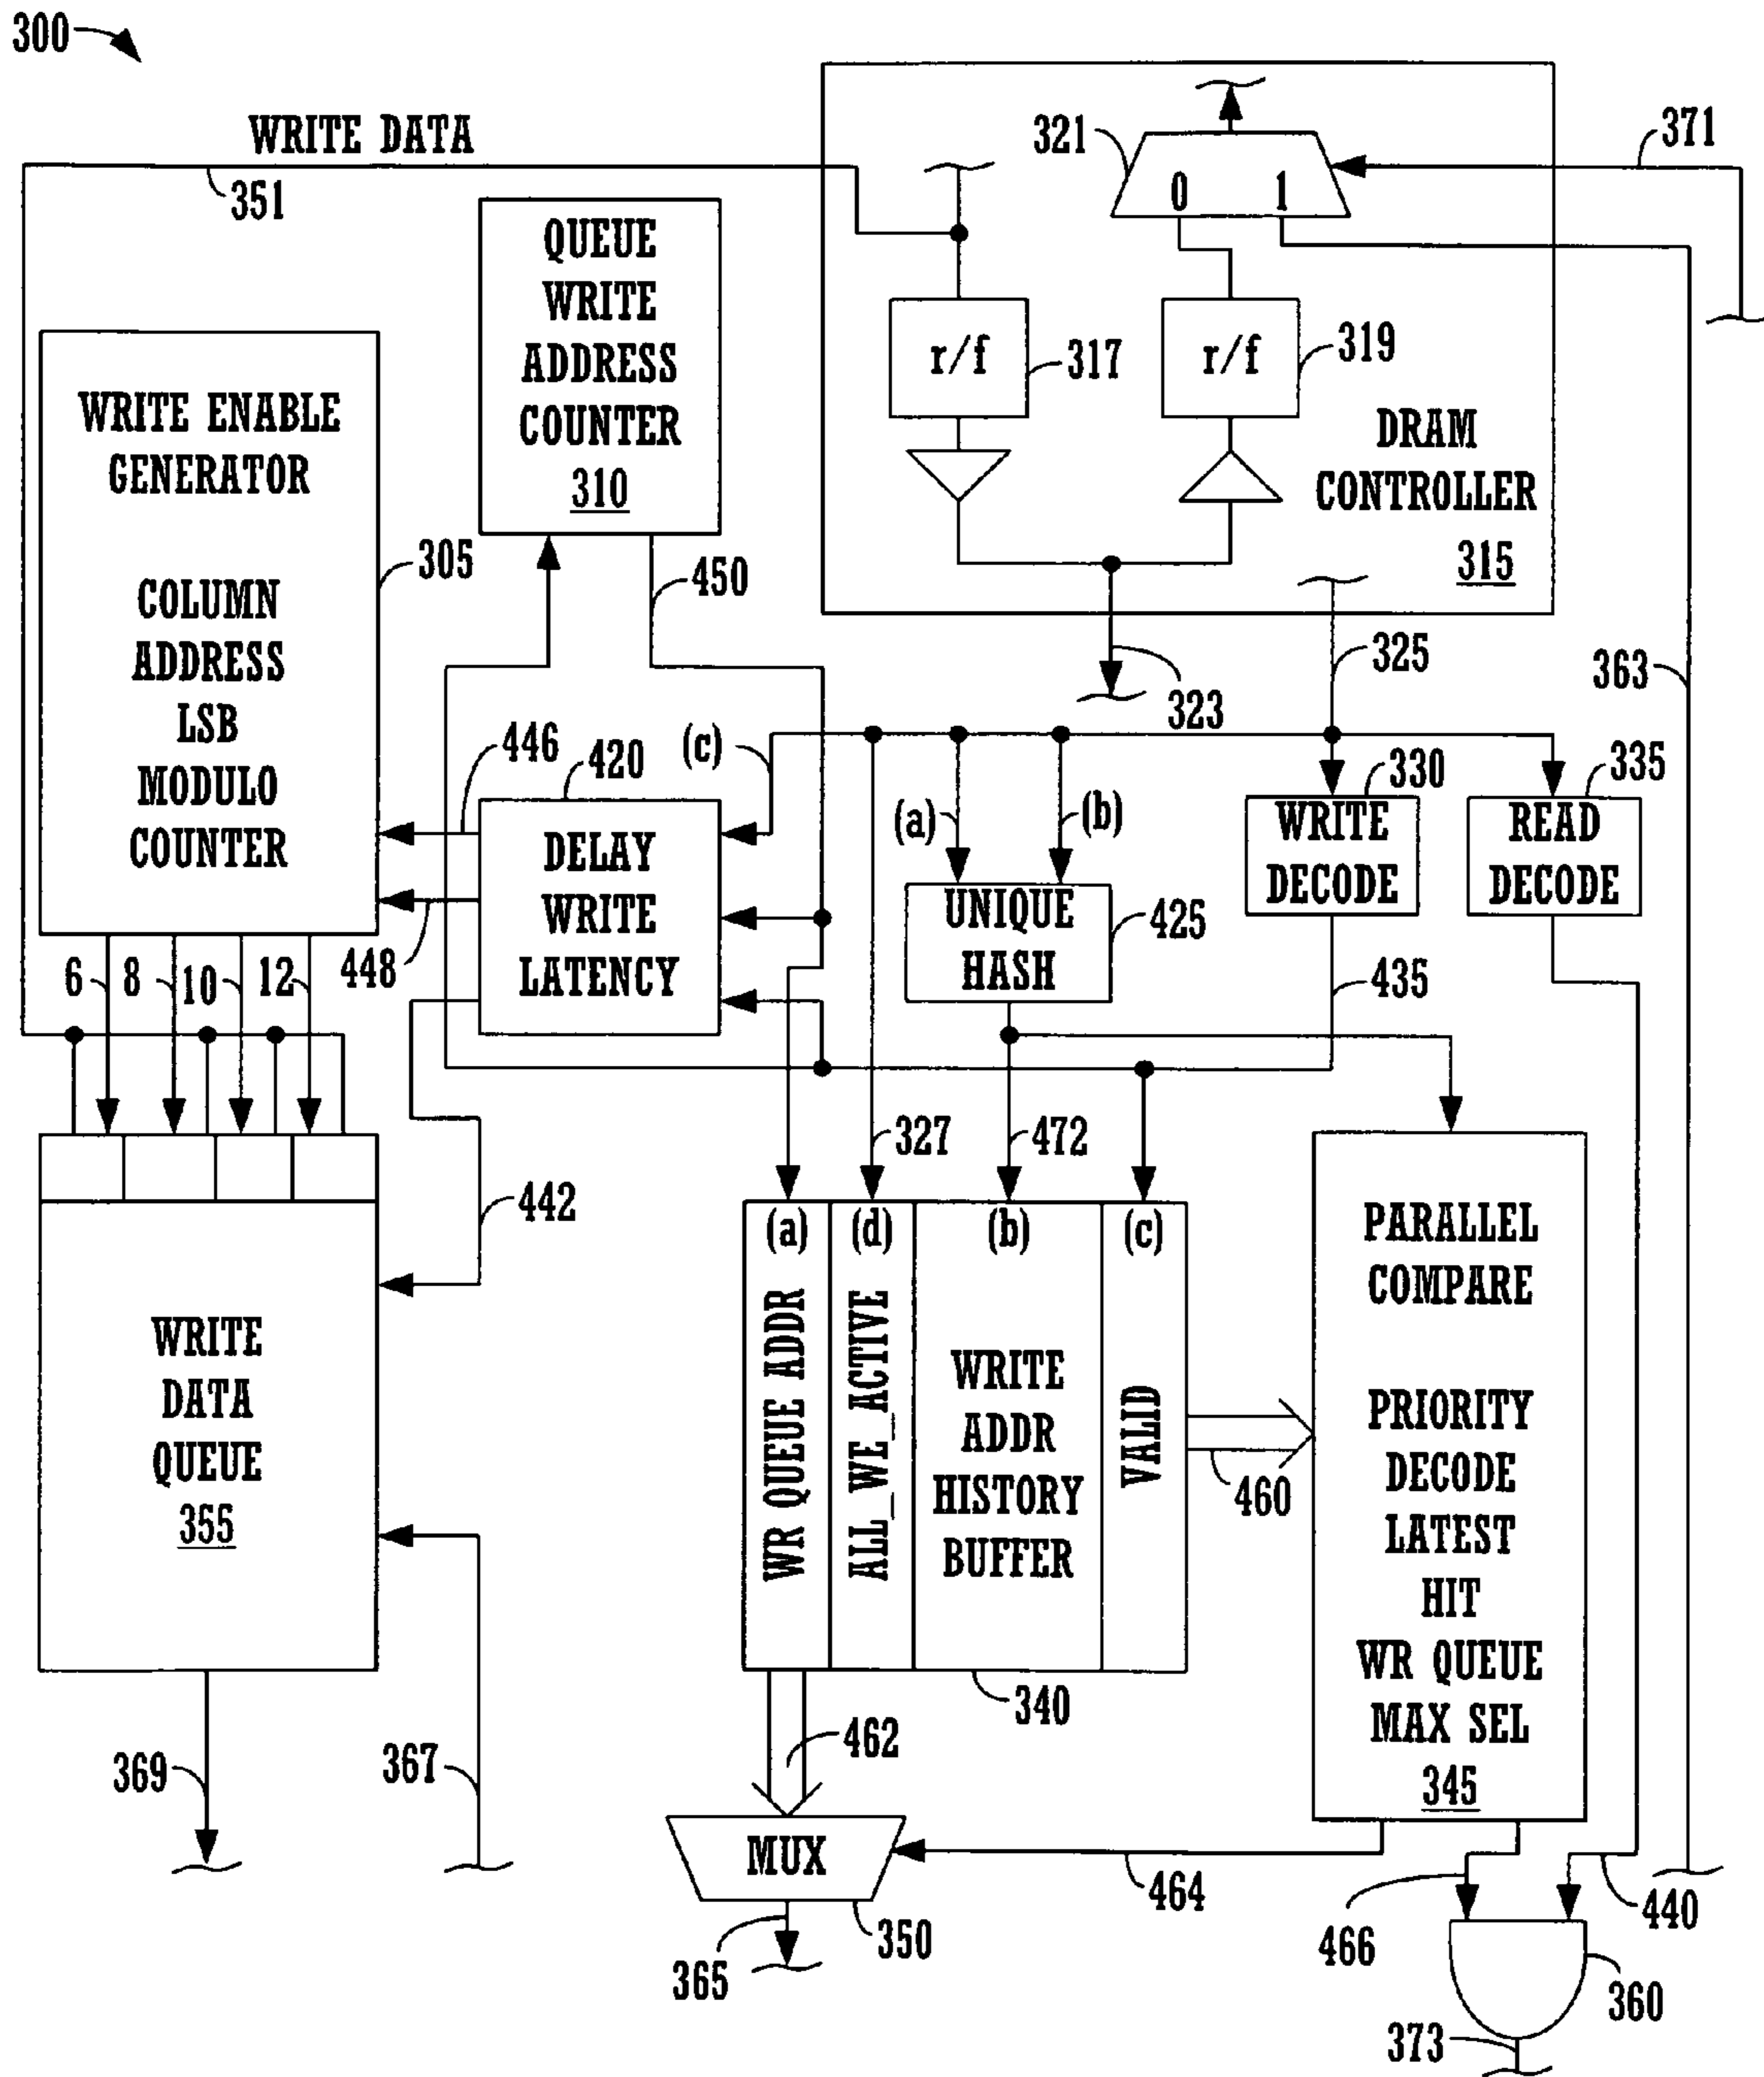 300
WRITE DATA
351
321
0 1
371
QUEUE
WRITE
ADDRESS
COUNTER
310
r/f
317
r/f
319
DRAM
CONTROLLER
315
WRITE ENABLE
GENERATOR
COLUMN
ADDRESS
LSB
MODULO
COUNTER
305
450
323
325
363
446
420
(c)
(a)
(b)
330
335
DELAY
WRITE
LATENCY
UNIQUE
HASH
425
WRITE
DECODE
READ
DECODE
448
435
6 8 10 12
442
327
472
WRITE
DATA
QUEUE
355
(a) (d) (b) (c)
WR QUEUE ADDR
ALL_WE_ACTIVE
WRITE
ADDR
HISTORY
BUFFER
VALID
460
340
PARALLEL
COMPARE
PRIORITY
DECODE
LATEST
HIT
WR QUEUE
MAX SEL
345
369
367
462
MUX
350
365
464
466
440
360
373